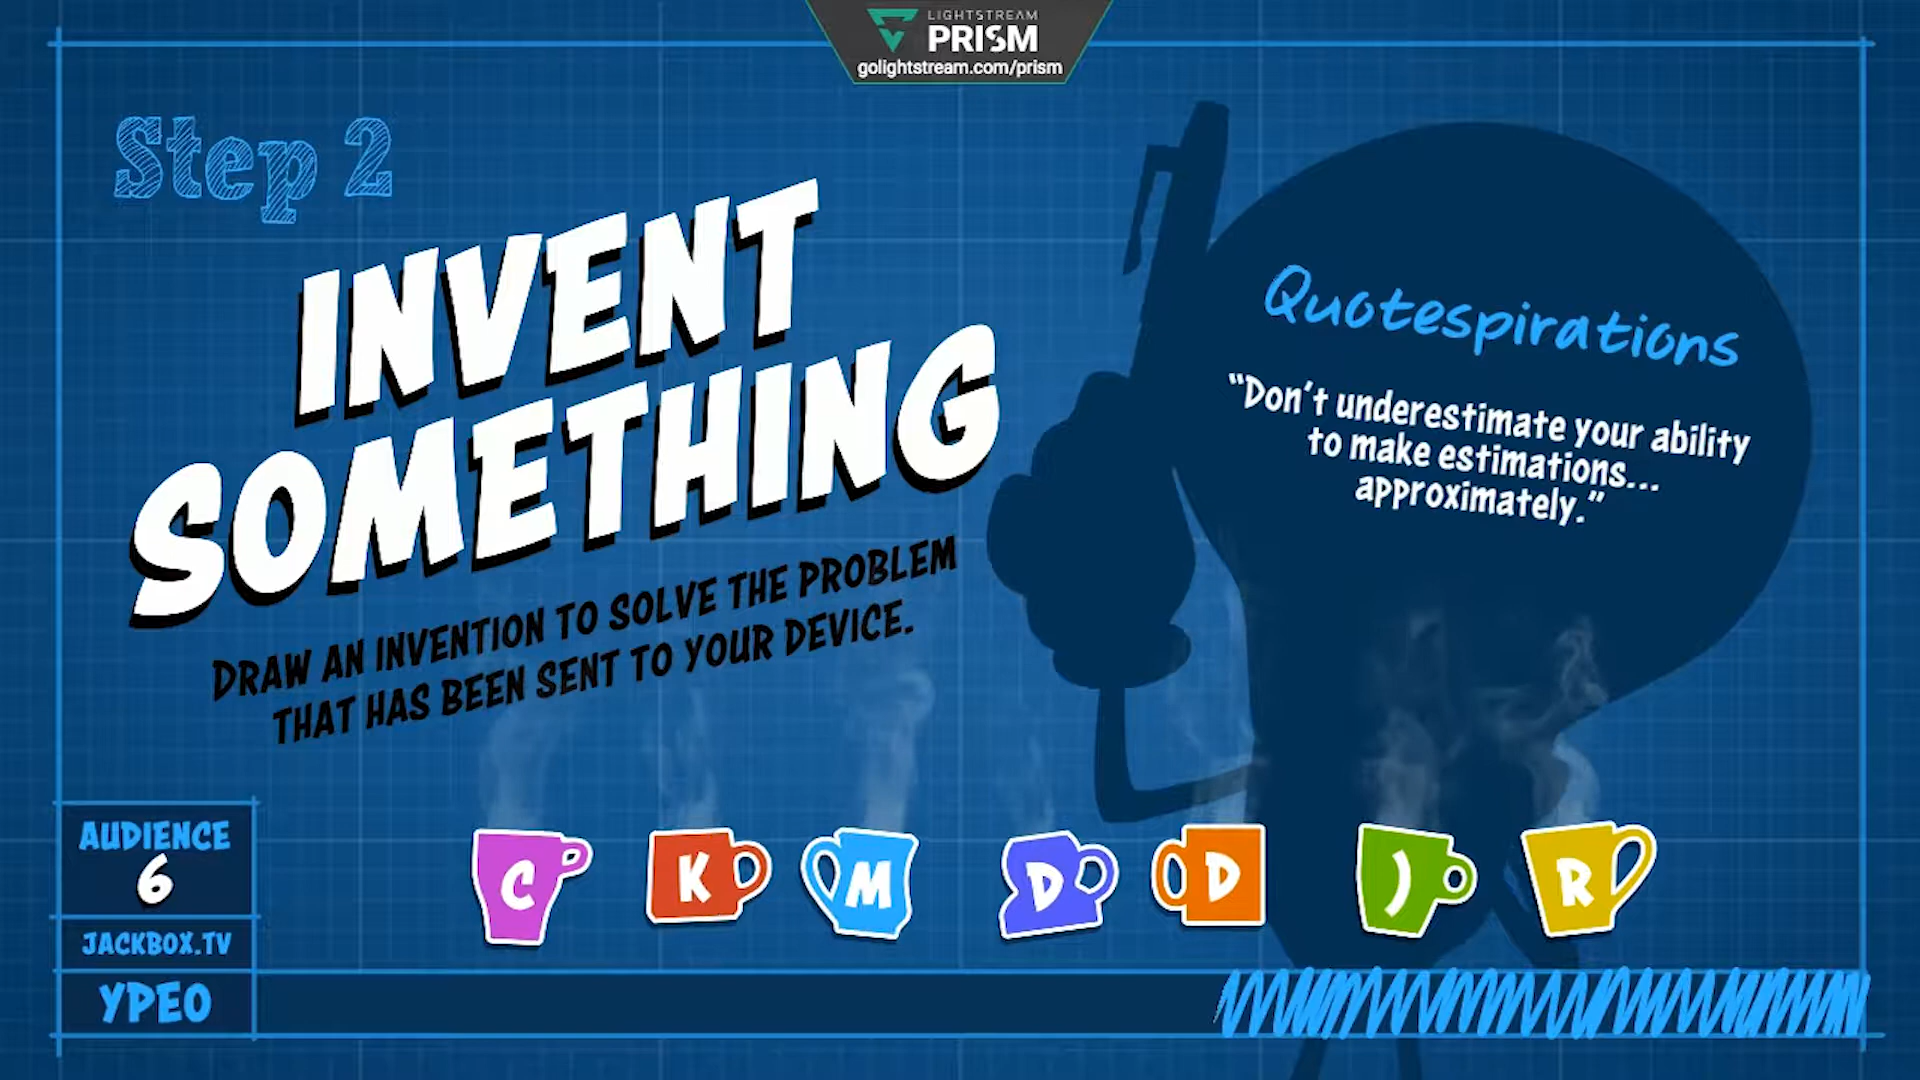 LIGHTSTREAM
PRISM
golightstream.com/prism
Step 2
INVENT
SOMETHING
DRAW AN INVENTION TO SOLVE THE PROBLEM
THAT HAS BEEN SENT TO YOUR DEVICE.
Quotespirations
“Don't underestimate your ability
to make estimations...
approximately.”
C
K
M
D
D
)
R
AUDIENCE
6
JACKBOX.TV
YPEO